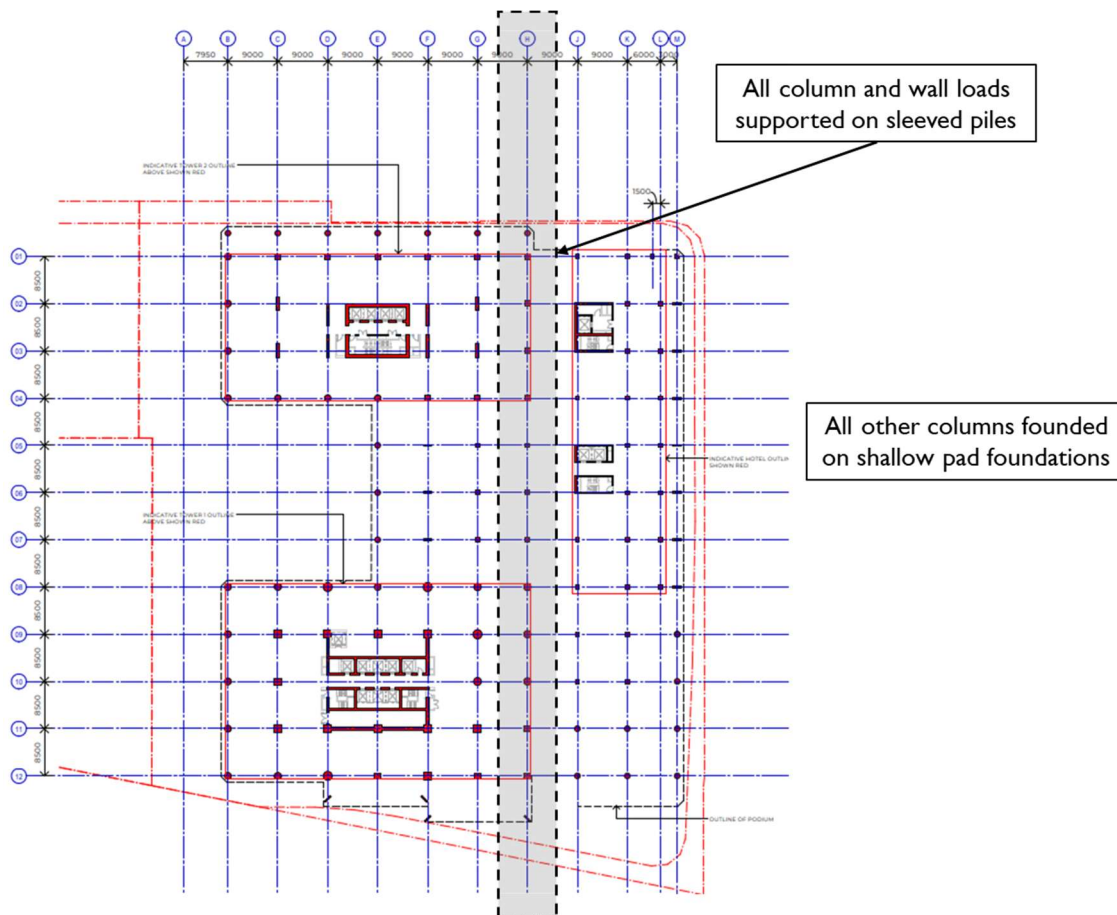 A B C D E F G H J K L M
7950 9000 9000 9000 9000 9000 9000 9000 6000
All column and wall loads
supported on sleeved piles
INDICATIVE TOWER 2 OUTLINE
ABOVE SHOWN RED
1500
01
8500
02
8500
03
8500
04
8500
05
8500
06
8500
07
8500
08
8500
09
8500
10
8500
11
8500
12
All other columns founded
on shallow pad foundations
INDICATIVE HOTEL OUTLIN
SHOWN RED
INDICATIVE TOWER 1 OUTLINE
ABOVE SHOWN RED
OUTLINE OF PODIUM